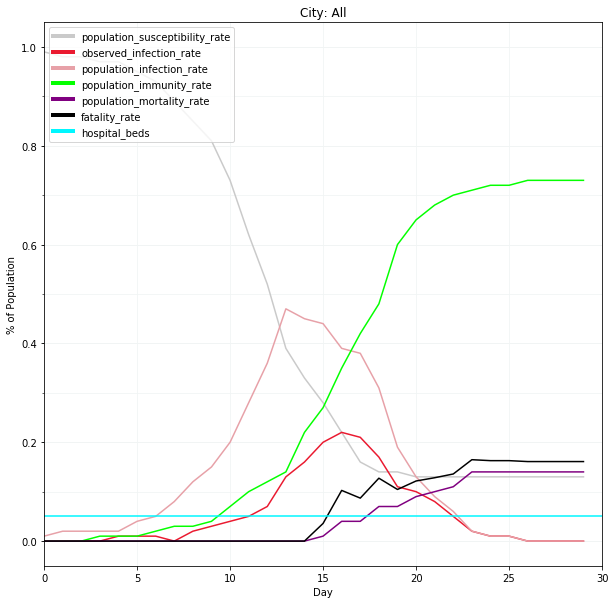 City: All
population_susceptibility_rate
observed_infection_rate
population_infection_rate
population_immunity_rate
population_mortality_rate
fatality_rate
hospital_beds
% of Population
1.0
0.8
0.6
0.4
0.2
0.0
0 5 10 15 20 25 30
Day